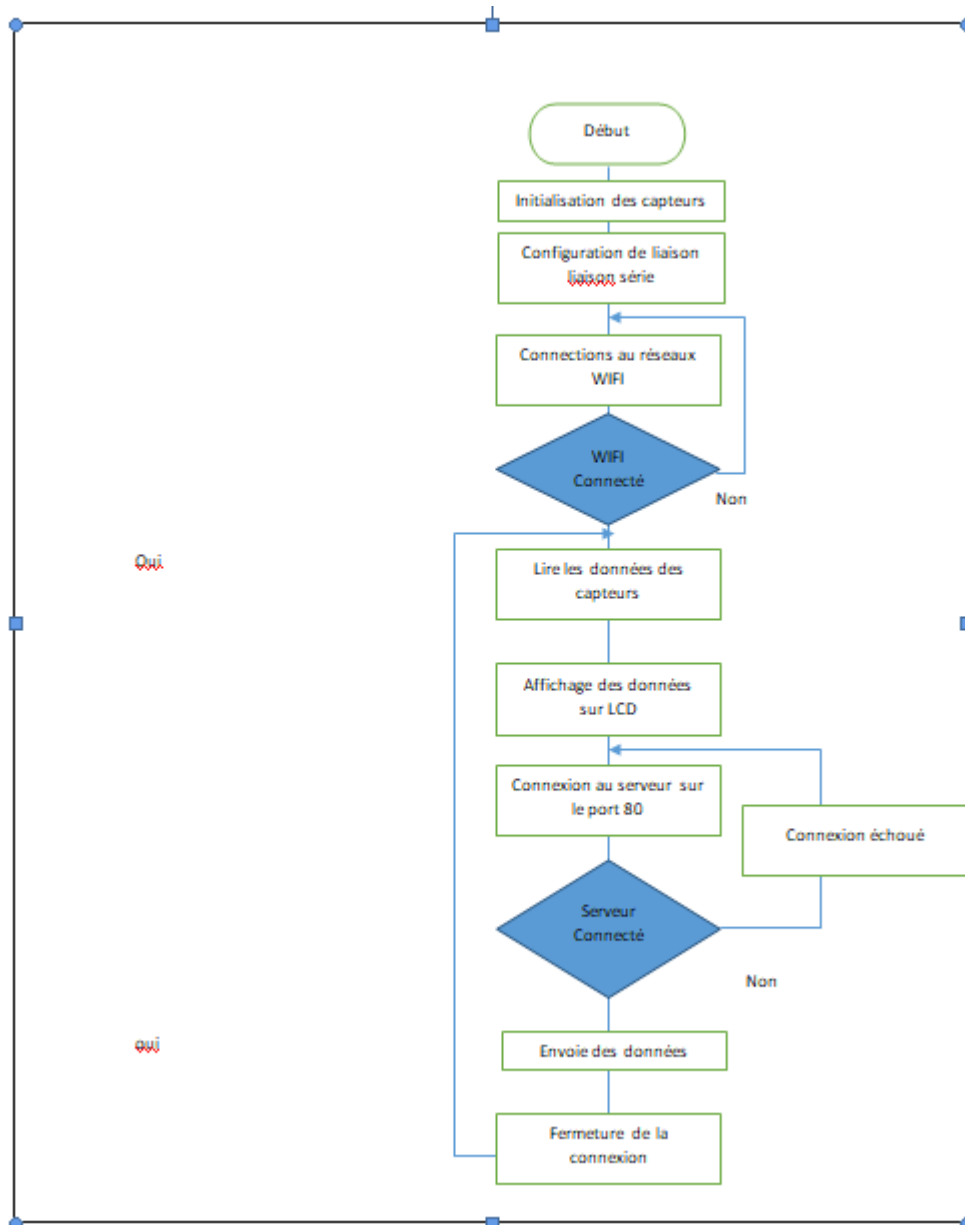 Début
Initialisation des capteurs
Configuration de liaison
liaison série
Connections au réseaux
WIFI
WIFI
Connecté
Non
Oui
Lire les données des
capteurs
Affichage des données
sur LCD
Connexion au serveur sur
le port 80
Connexion échoué
Serveur
Connecté
Non
oui
Envoie des données
Fermeture de la
connexion